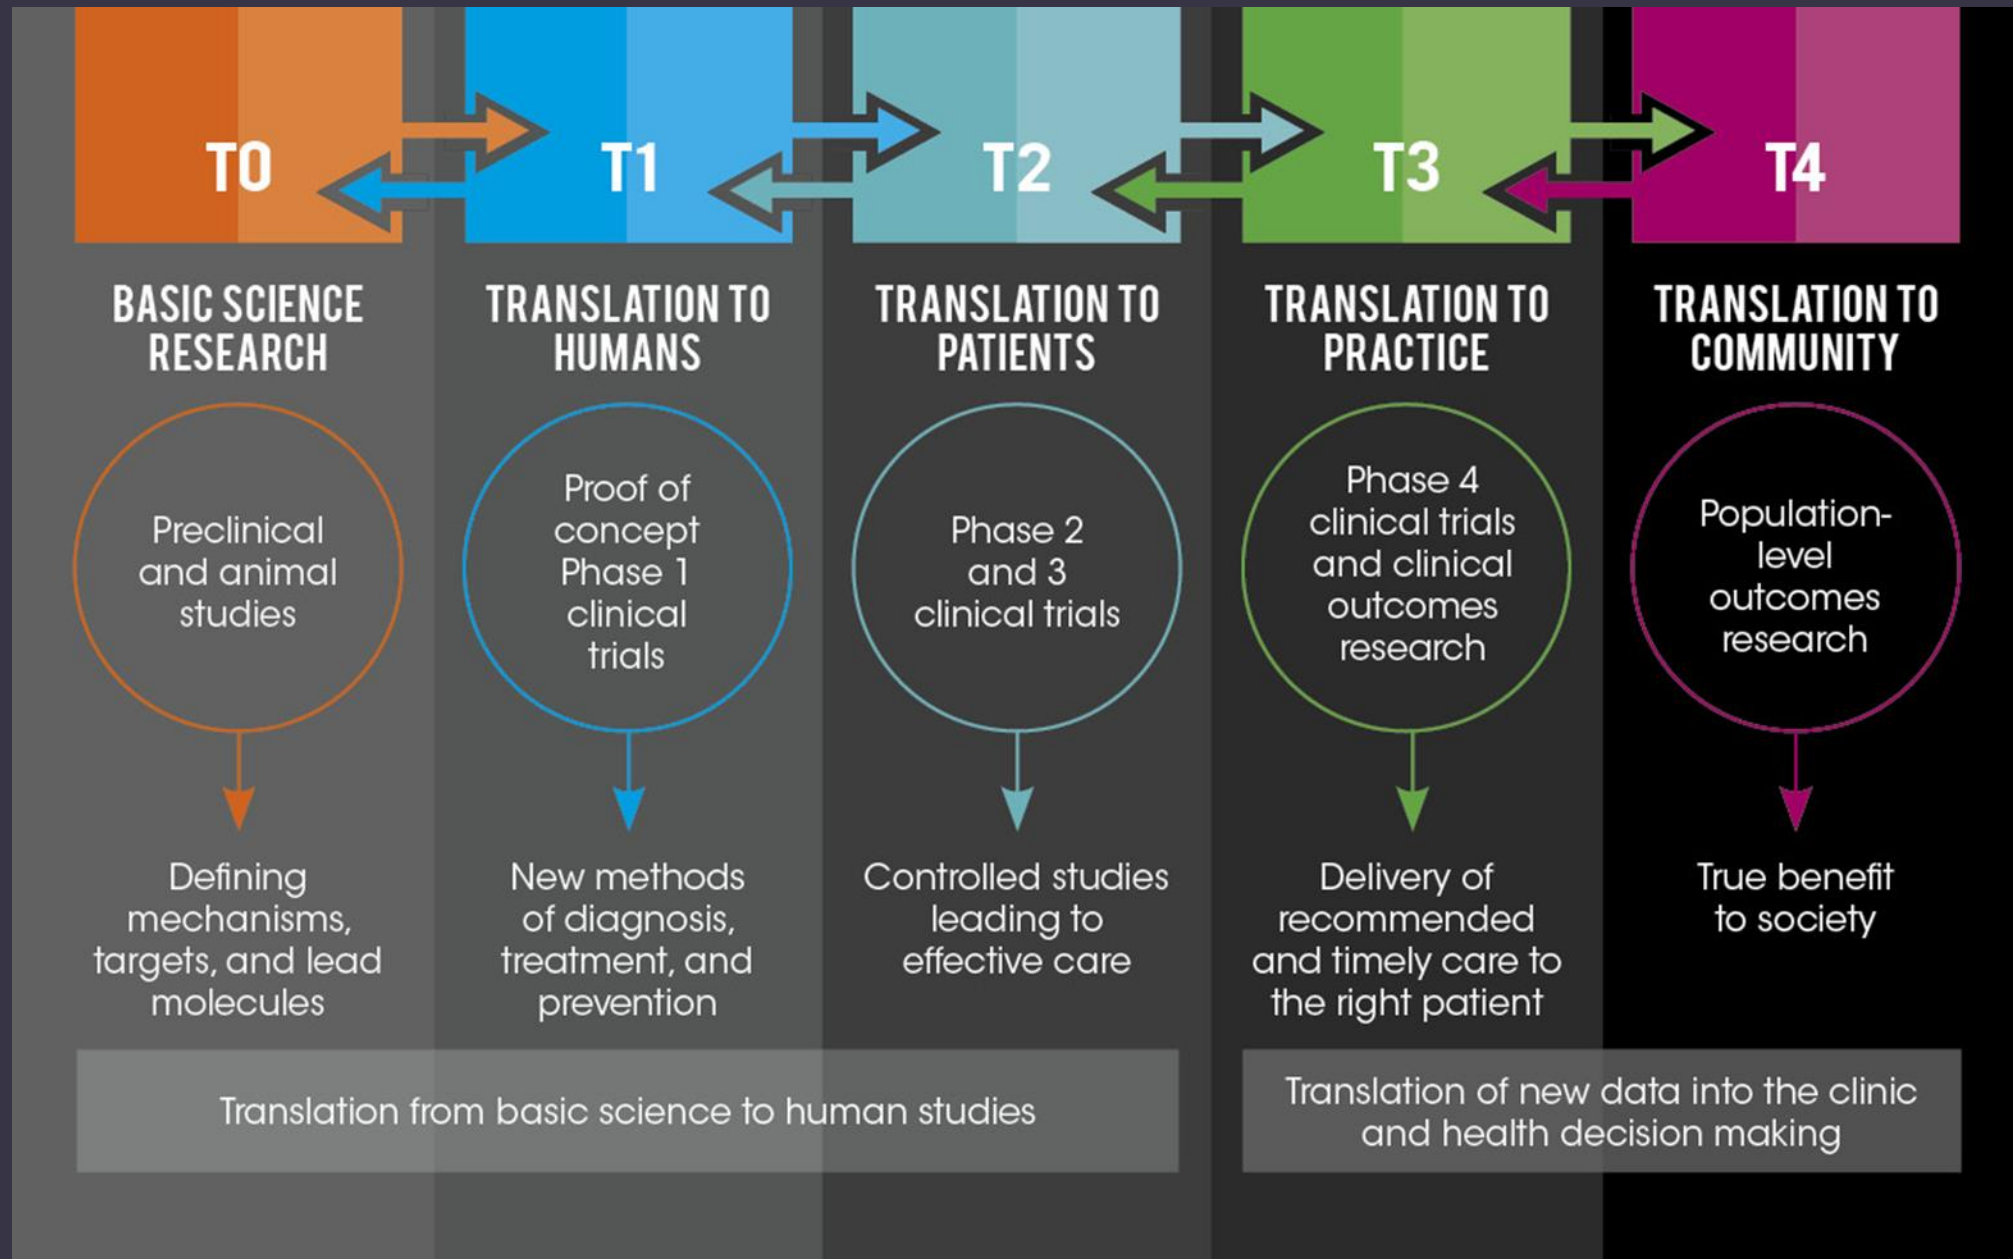 T0
T1
T2
T3
T4
BASIC SCIENCE
RESEARCH
TRANSLATION TO
HUMANS
TRANSLATION TO
PATIENTS
TRANSLATION TO
PRACTICE
TRANSLATION TO
COMMUNITY
Preclinical
and animal
studies
Proof of
concept
Phase 1
clinical
trials
Phase 2
and 3
clinical trials
Phase 4
clinical trials
and clinical
outcomes
research
Population-
level
outcomes
research
Defining
mechanisms,
targets, and lead
molecules
New methods
of diagnosis,
treatment, and
prevention
Controlled studies
leading to
effective care
Delivery of
recommended
and timely care to
the right patient
True benefit
to society
Translation from basic science to human studies
Translation of new data into the clinic
and health decision making